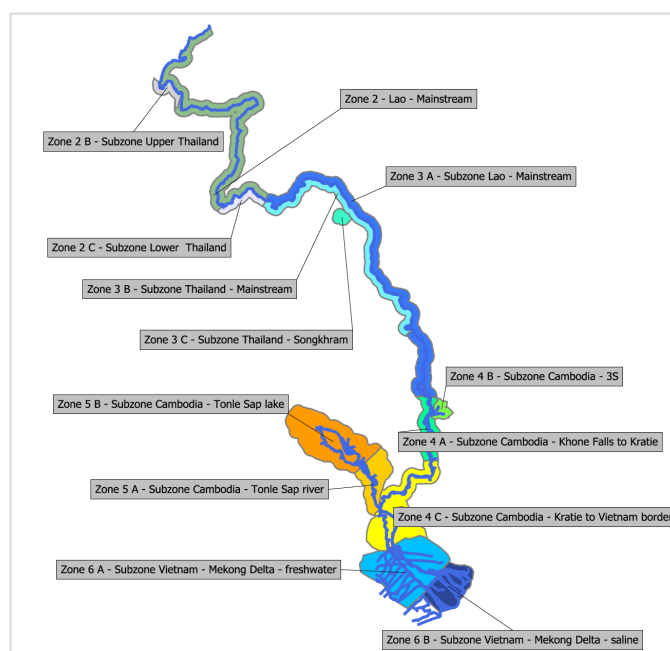 Zone 2 - Lao - Mainstream
Zone 2 B - Subzone Upper Thailand
Zone 3 A - Subzone Lao - Mainstream
Zone 2 C - Subzone Lower  Thailand
Zone 3 B - Subzone Thailand - Mainstream
Zone 3 C - Subzone Thailand - Songkhram
Zone 4 B - Subzone Cambodia - 3S
Zone 5 B - Subzone Cambodia - Tonle Sap lake
Zone 4 A - Subzone Cambodia - Khone Falls to Kratie
Zone 5 A - Subzone Cambodia - Tonle Sap river
Zone 4 C - Subzone Cambodia - Kratie to Vietnam border
Zone 6 A - Subzone Vietnam - Mekong Delta - freshwater
Zone 6 B - Subzone Vietnam - Mekong Delta - saline